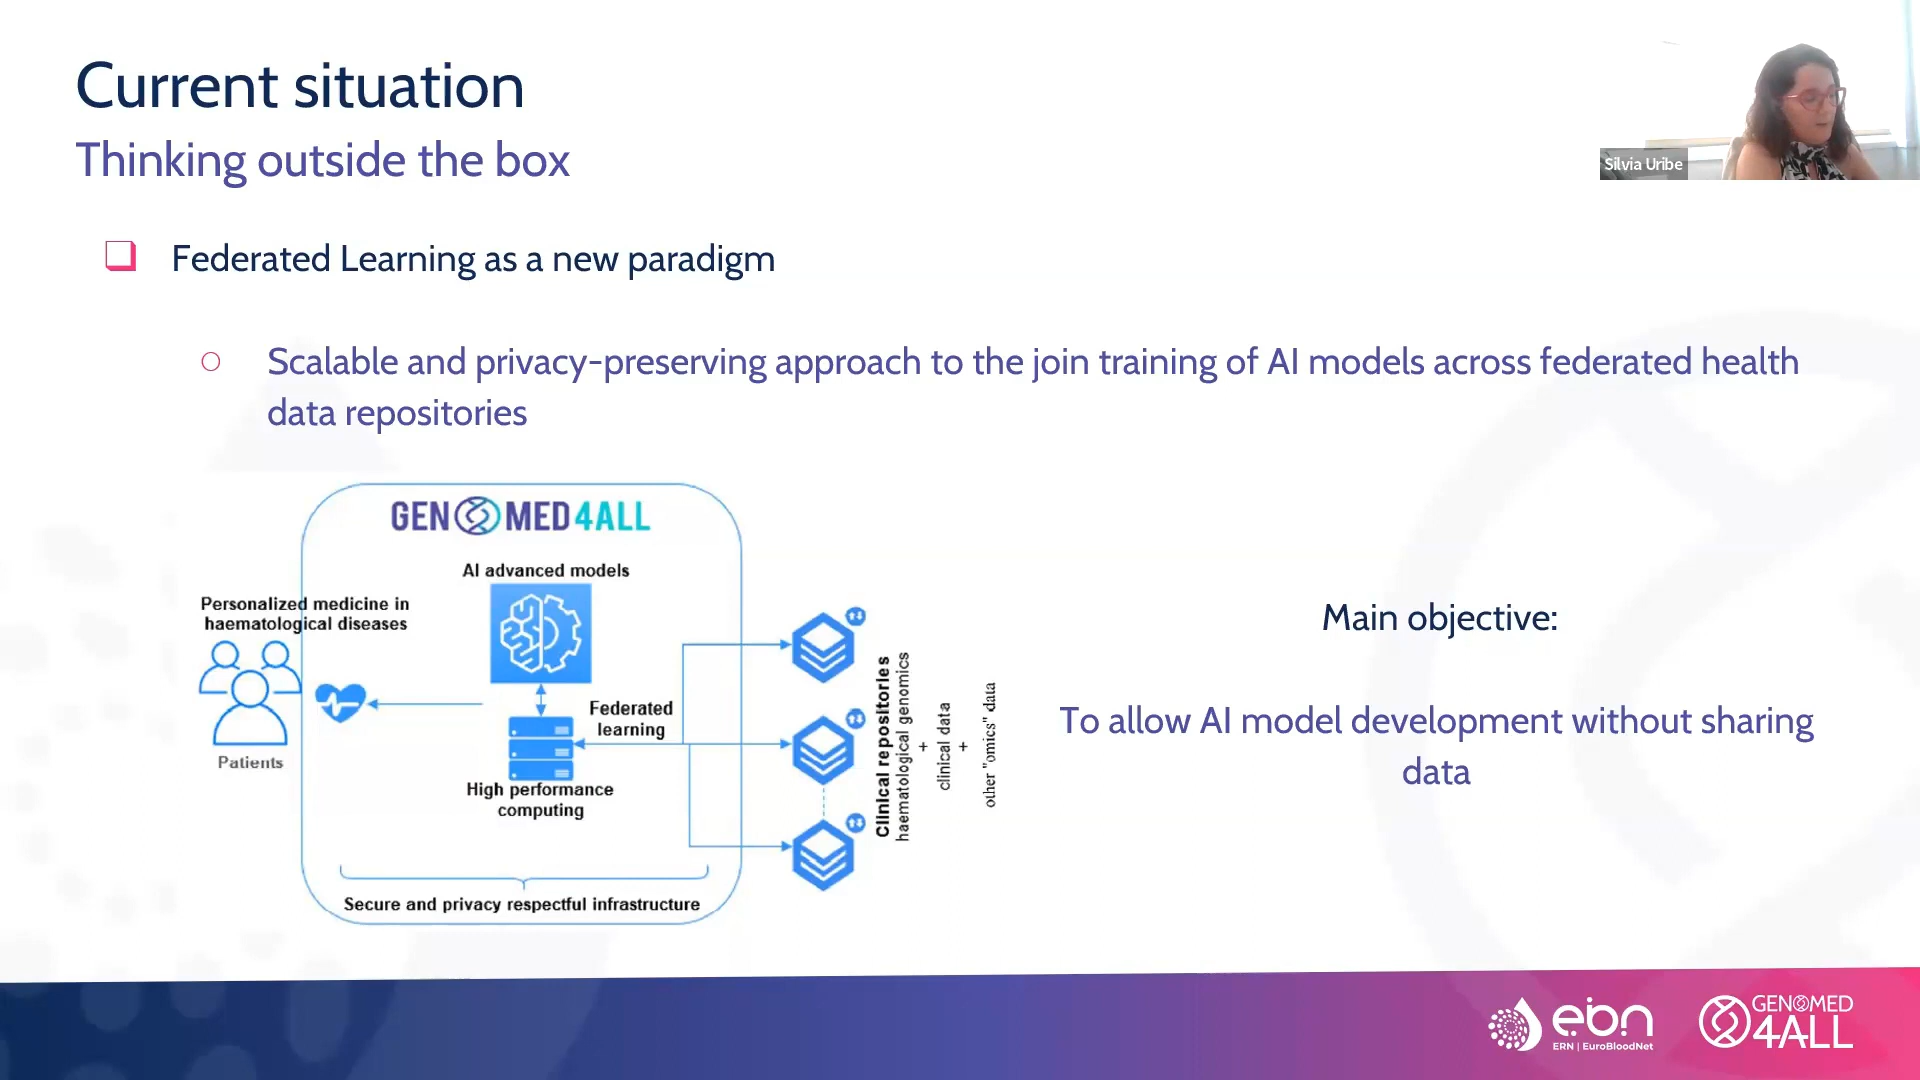 Current situation
Thinking outside the box
Silvia Uribe
Federated Learning as a new paradigm
Scalable and privacy-preserving approach to the join training of AI models across federated health
data repositories
GENOMED4ALL
AI advanced models
Personalized medicine in
haematological diseases
Patients
Federated
learning
High performance
computing
Secure and privacy respectful infrastructure
Clinical repositories
haematological genomics
+
clinical data
+
other "omics" data
Main objective:
To allow AI model development without sharing
data
ebn
ERN | EuroBloodNet
GENOMED
4ALL